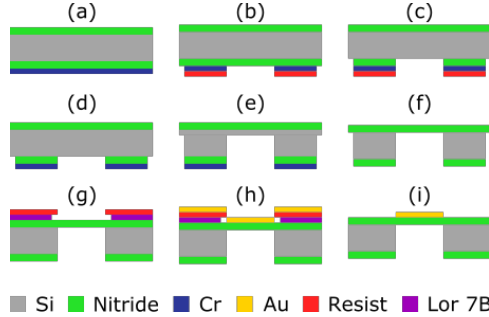 (a) (b) (c)
(d) (e) (f)
(g) (h) (i)
Si Nitride Cr Au Resist Lor 7B